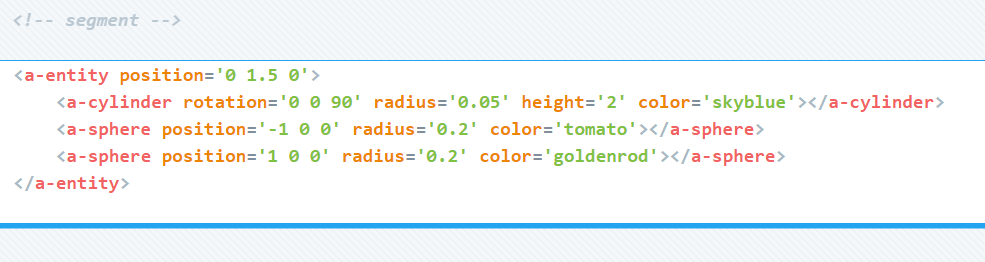 <!-- segment -->
<a-entity position='0 1.5 0'>
    <a-cylinder rotation='0 0 90' radius='0.05' height='2' color='skyblue'></a-cylinder>
    <a-sphere position='-1 0 0' radius='0.2' color='tomato'></a-sphere>
    <a-sphere position='1 0 0' radius='0.2' color='goldenrod'></a-sphere>
</a-entity>